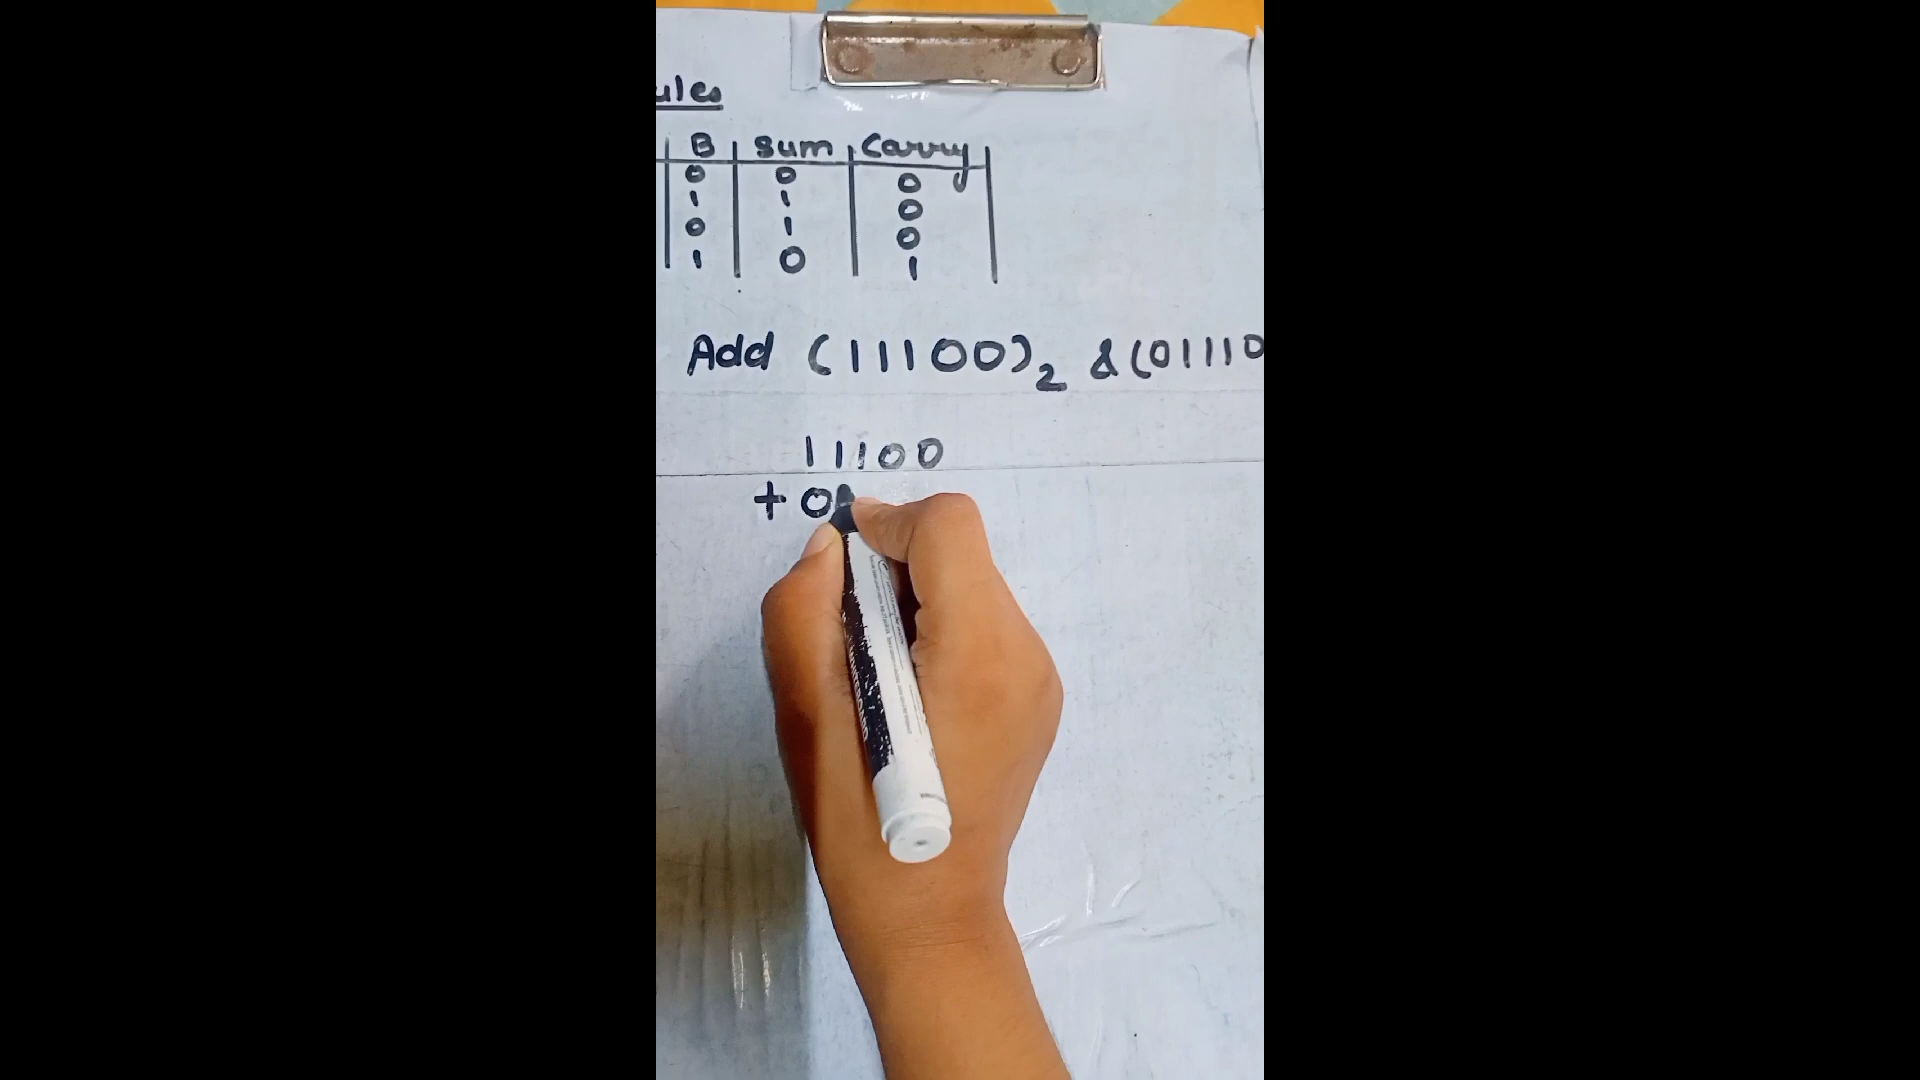 ules
B sum Carry
0 0 0
1 1 0
0 1 0
1 0 1
Add (11100)2 & (01110
11100
+ 0